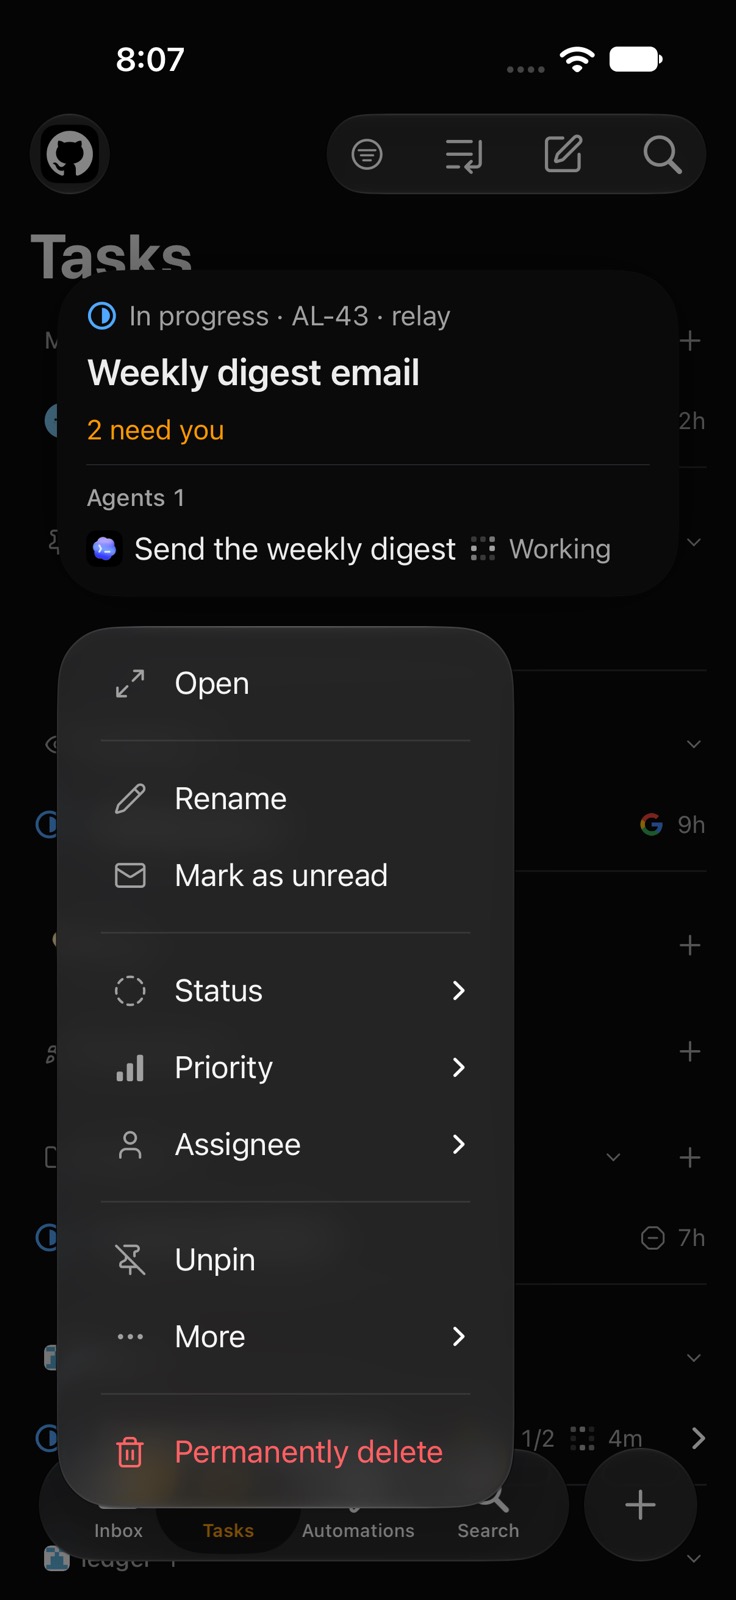 8:07
Tasks
In progress · AL-43 · relay
Weekly digest email
2 need you
2h
Agents 1
Send the weekly digest Working
Open
Rename
9h
Mark as unread
Status
Priority
Assignee
7h
Unpin
More
1/2 4m
Permanently delete
Inbox Tasks Automations Search